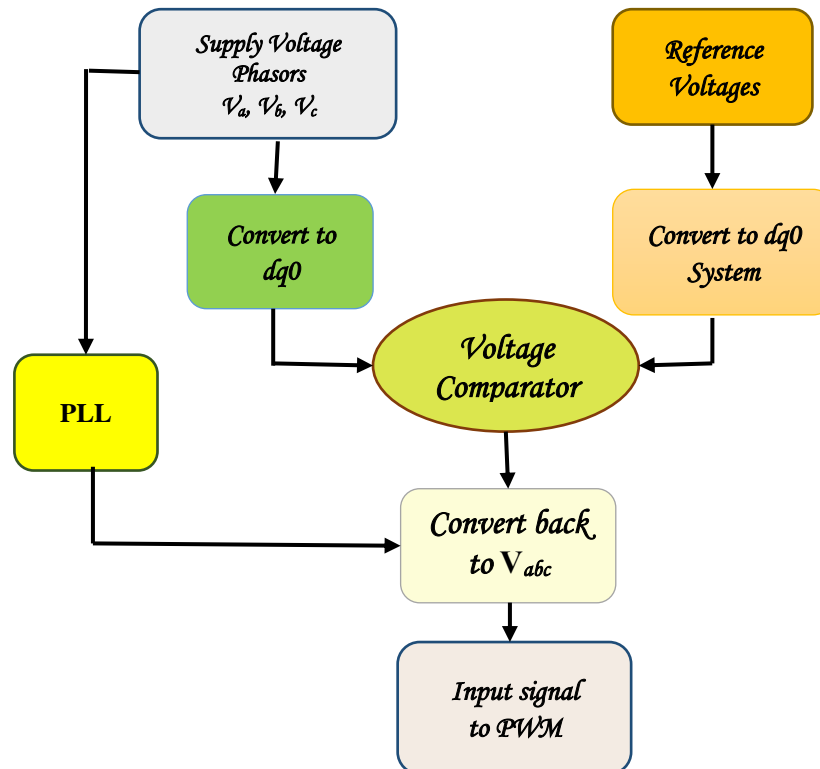 Supply Voltage
Phasors
Va, Vb, Vc
Reference
Voltages
Convert to
dq0
Convert to dq0
System
Voltage
Comparator
PLL
Convert back
to Vabc
Input signal
to PWM